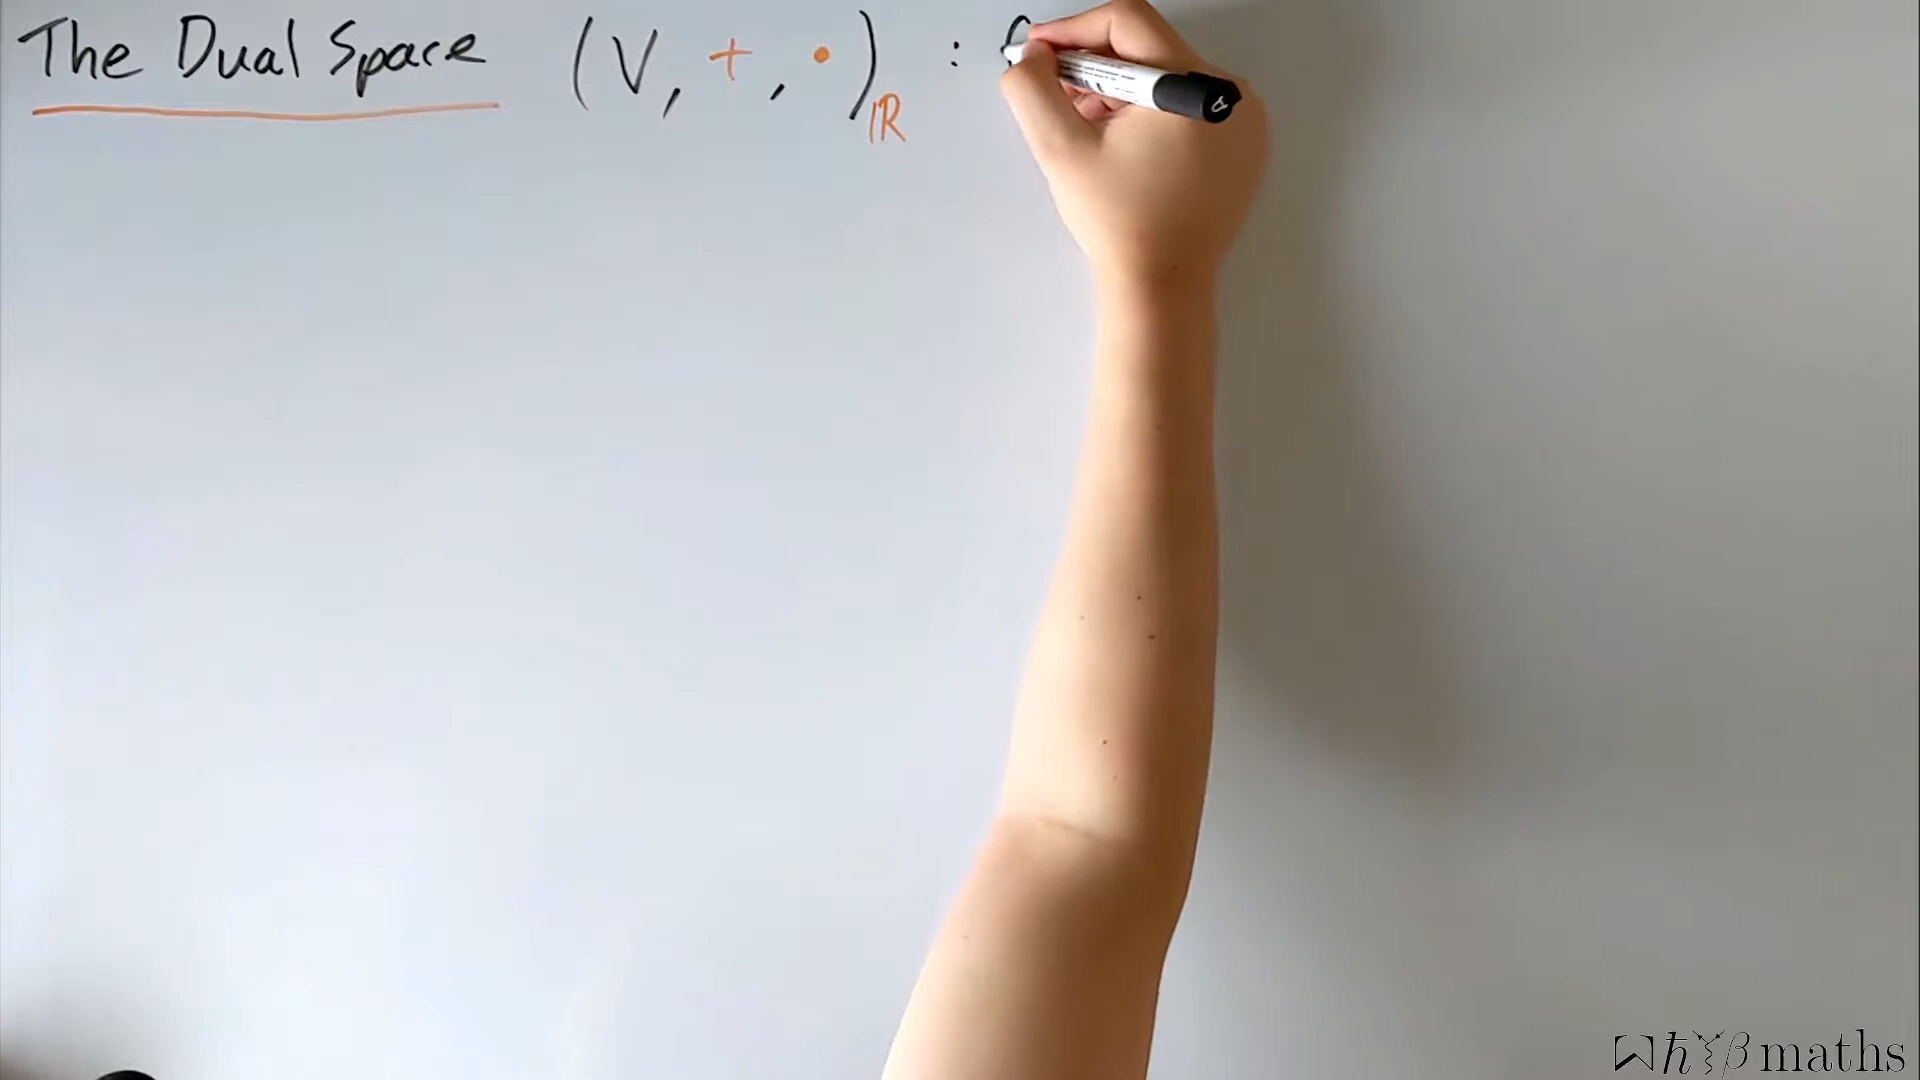 The Dual Space (V, + , •)ℝ :
maths